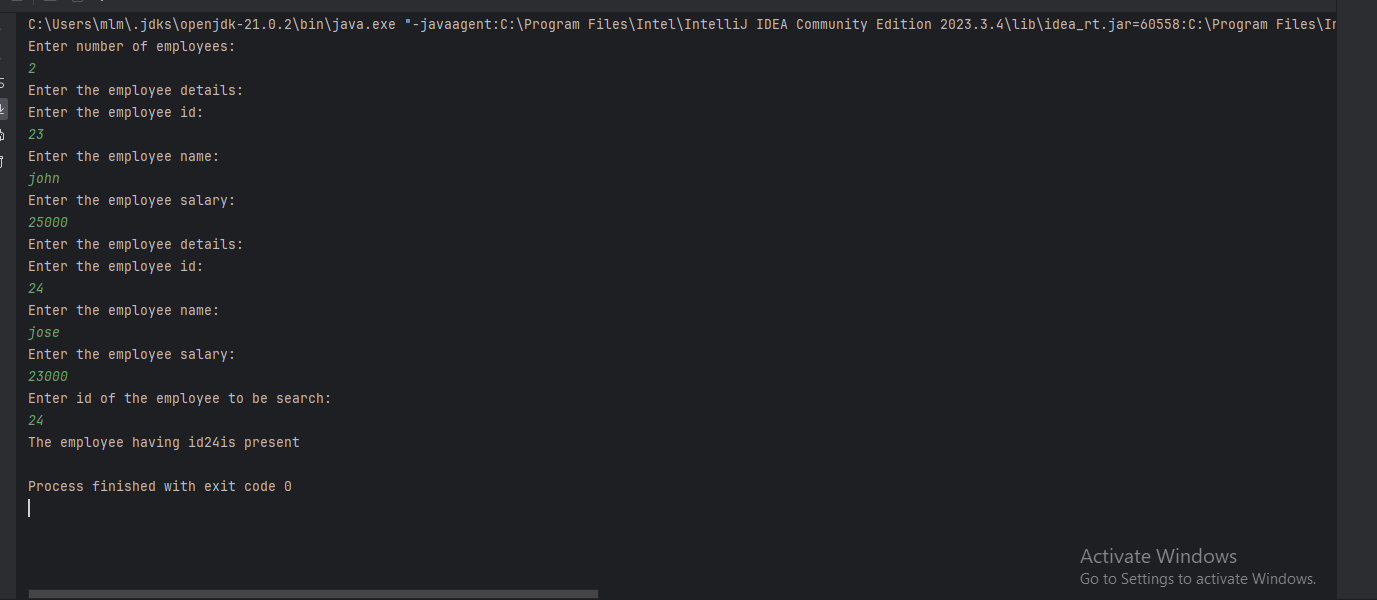 C:\Users\mlm\.jdks\openjdk-21.0.2\bin\java.exe "-javaagent:C:\Program Files\Intel\IntelliJ IDEA Community Edition 2023.3.4\lib\idea_rt.jar=60558:C:\Program Files\In
Enter number of employees:
2
Enter the employee details:
Enter the employee id:
23
Enter the employee name:
john
Enter the employee salary:
25000
Enter the employee details:
Enter the employee id:
24
Enter the employee name:
jose
Enter the employee salary:
23000
Enter id of the employee to be search:
24
The employee having id24is present
Process finished with exit code 0
Activate Windows
Go to Settings to activate Windows.